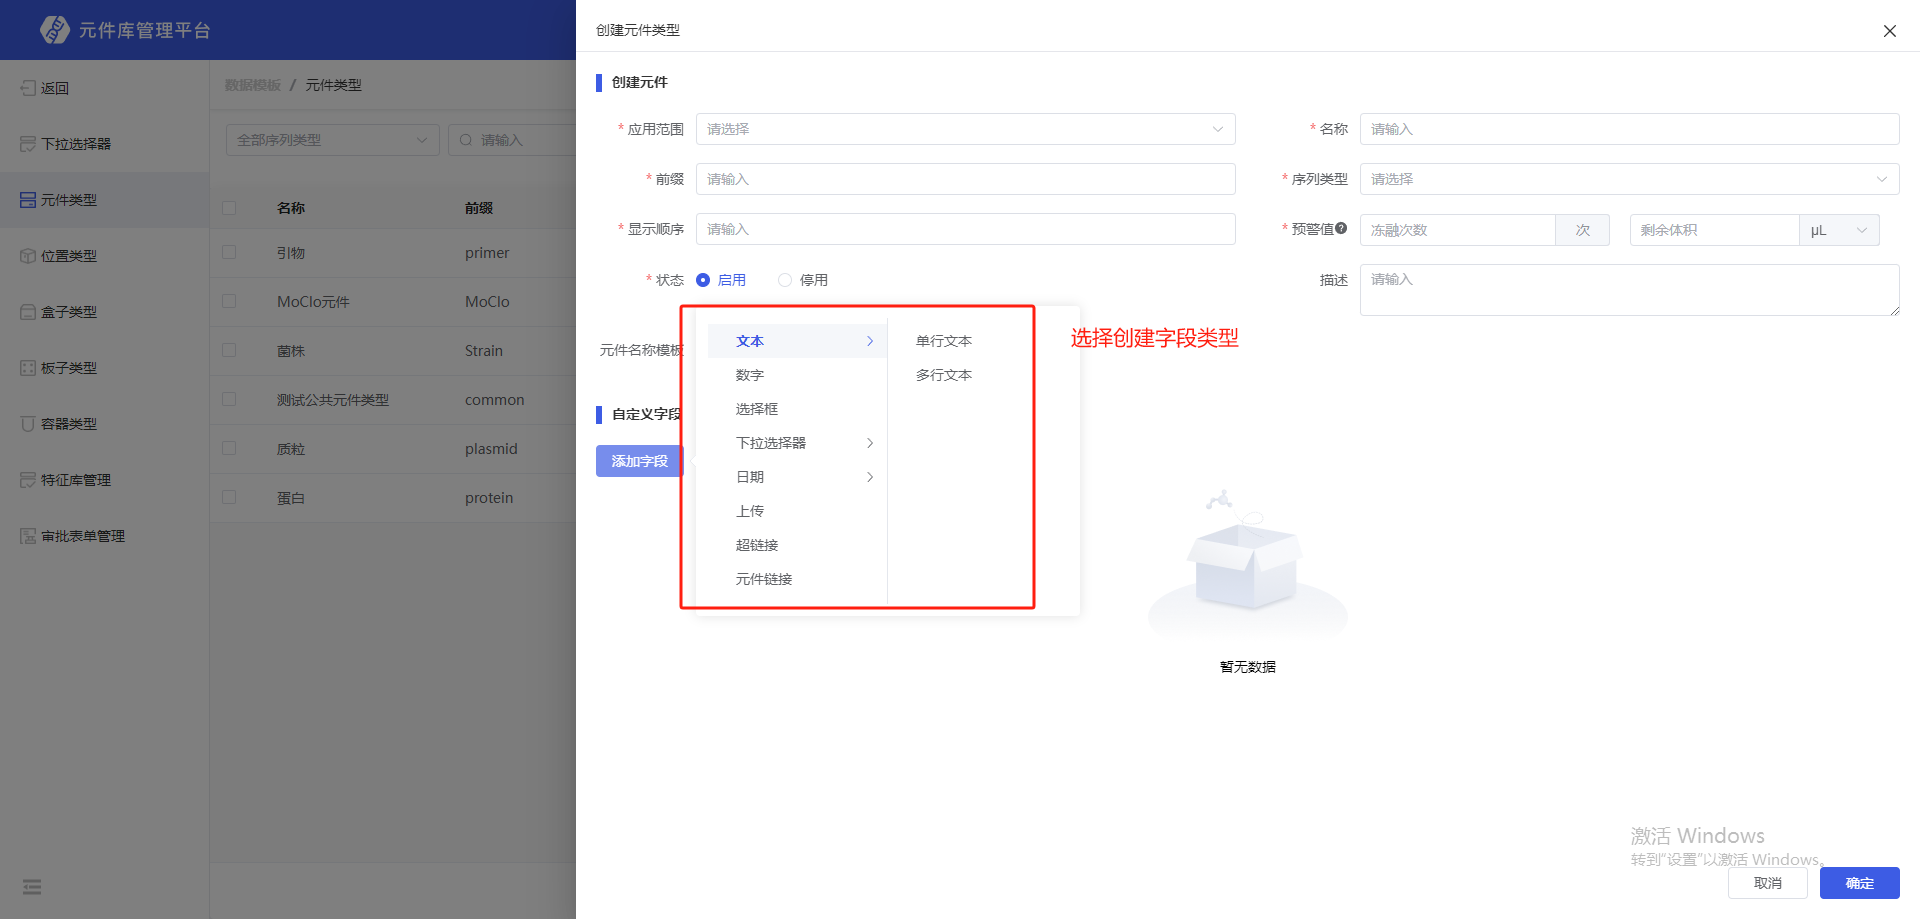 元件库管理平台
返回
下拉选择器
元件类型
位置类型
盒子类型
板子类型
容器类型
特征库管理
审批表单管理
数据模板 / 元件类型
全部序列类型
请输入
名称 前缀
引物 primer
MoClo元件 MoClo
菌株 Strain
测试公共元件类型 common
质粒 plasmid
蛋白 protein
创建元件类型
创建元件
* 应用范围 请选择
* 名称 请输入
* 前缀 请输入
* 序列类型 请选择
* 显示顺序 请输入
* 预警值 冻融次数 次 剩余体积 μL
* 状态 启用 停用
描述 请输入
元件名称模板
自定义字段
添加字段
文本
数字
选择框
下拉选择器
日期
上传
超链接
元件链接
单行文本
多行文本
选择创建字段类型
暂无数据
激活 Windows
转到“设置”以激活 Windows。
取消
确定